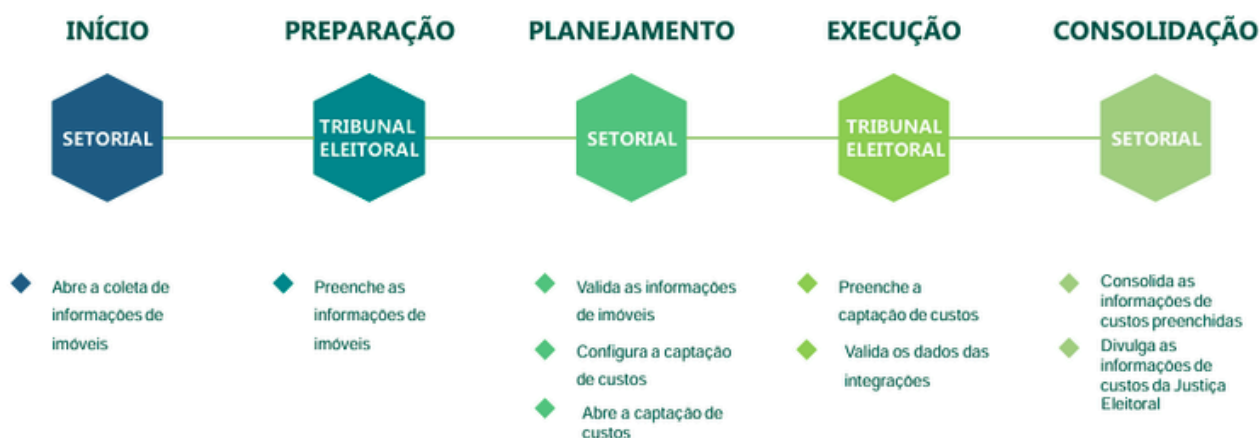 INÍCIO
SETORIAL
Abre a coleta de
informações de
imóveis
PREPARAÇÃO
TRIBUNAL
ELEITORAL
Preenche as
informações de
imóveis
PLANEJAMENTO
SETORIAL
Valida as informações
de imóveis
Configura a captação
de custos
Abre a captação de
custos
EXECUÇÃO
TRIBUNAL
ELEITORAL
Preenche a
captação de custos
Valida os dados das
integrações
CONSOLIDAÇÃO
SETORIAL
Consolida as
informações de
custos preenchidas
Divulga as
informações de
custos da Justiça
Eleitoral